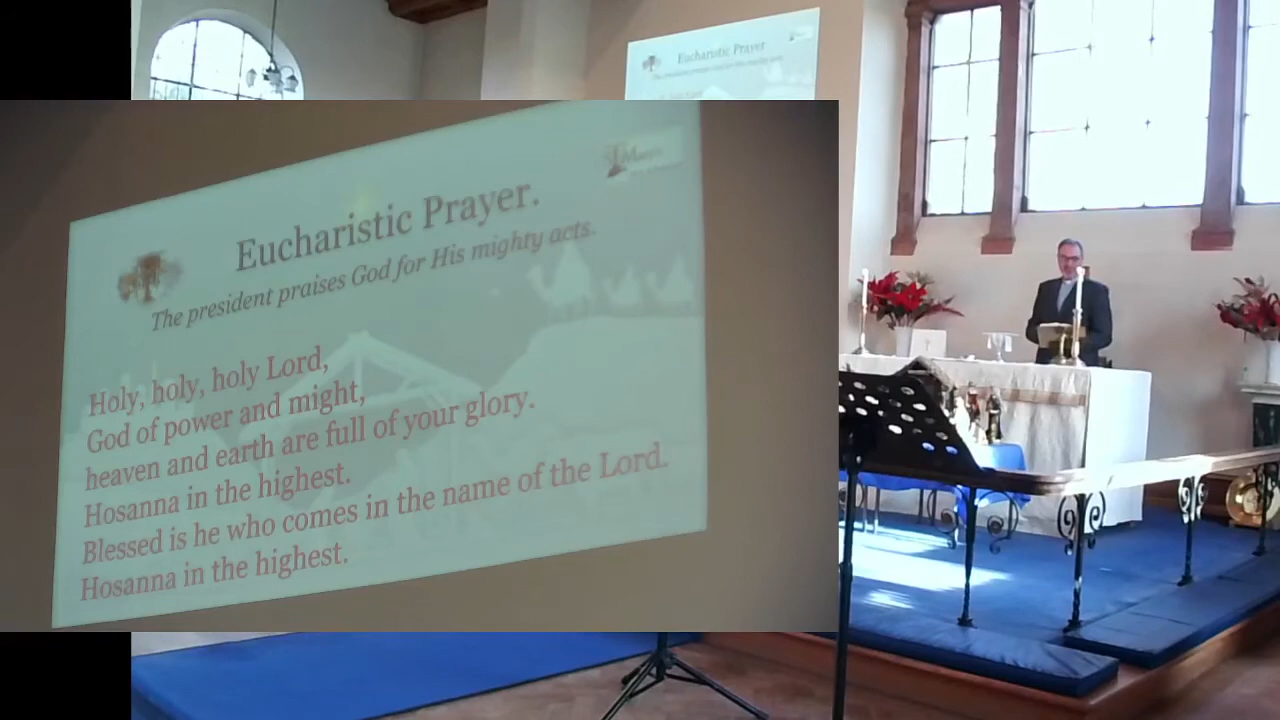 Eucharistic Prayer
Eucharistic Prayer.
The president praises God for His mighty acts.
Holy, holy, holy Lord,
God of power and might,
heaven and earth are full of your glory.
Hosanna in the highest.
Blessed is he who comes in the name of the Lord.
Hosanna in the highest.